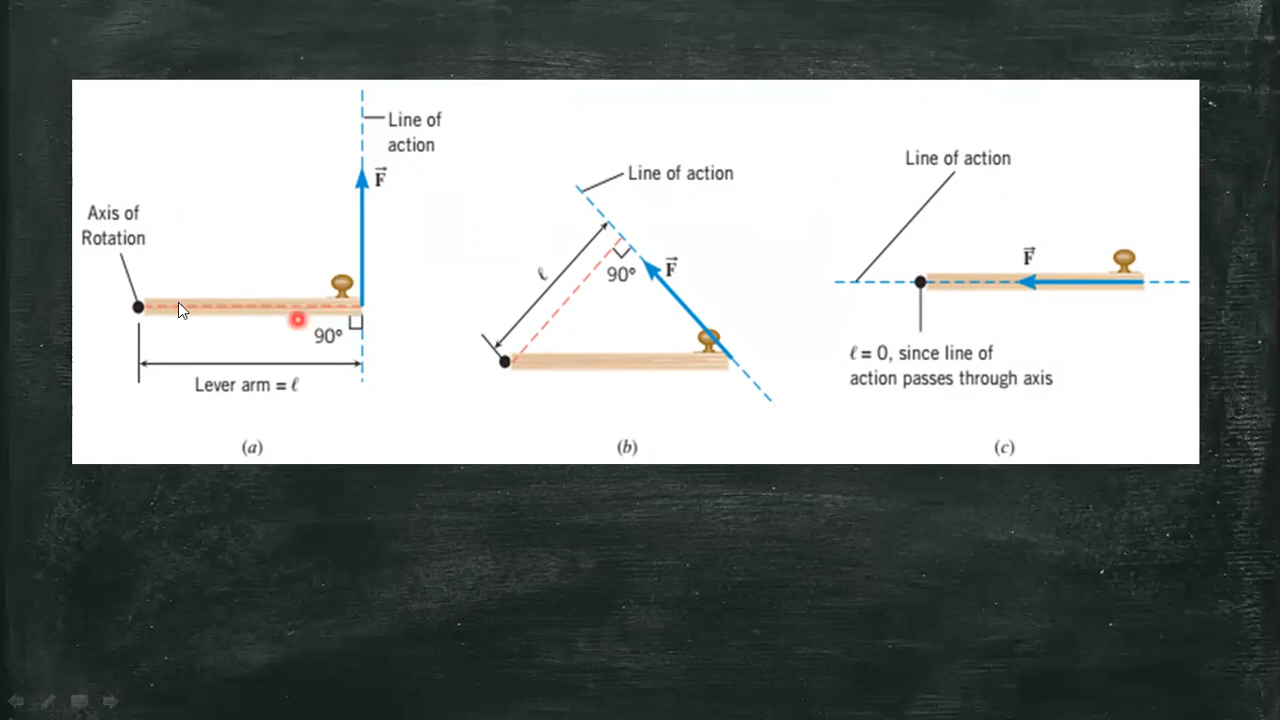 Line of
action
F⃗
Axis of
Rotation
90°
Lever arm = ℓ
(a)
Line of action
F⃗
90°
ℓ
(b)
Line of action
F⃗
ℓ = 0, since line of
action passes through axis
(c)